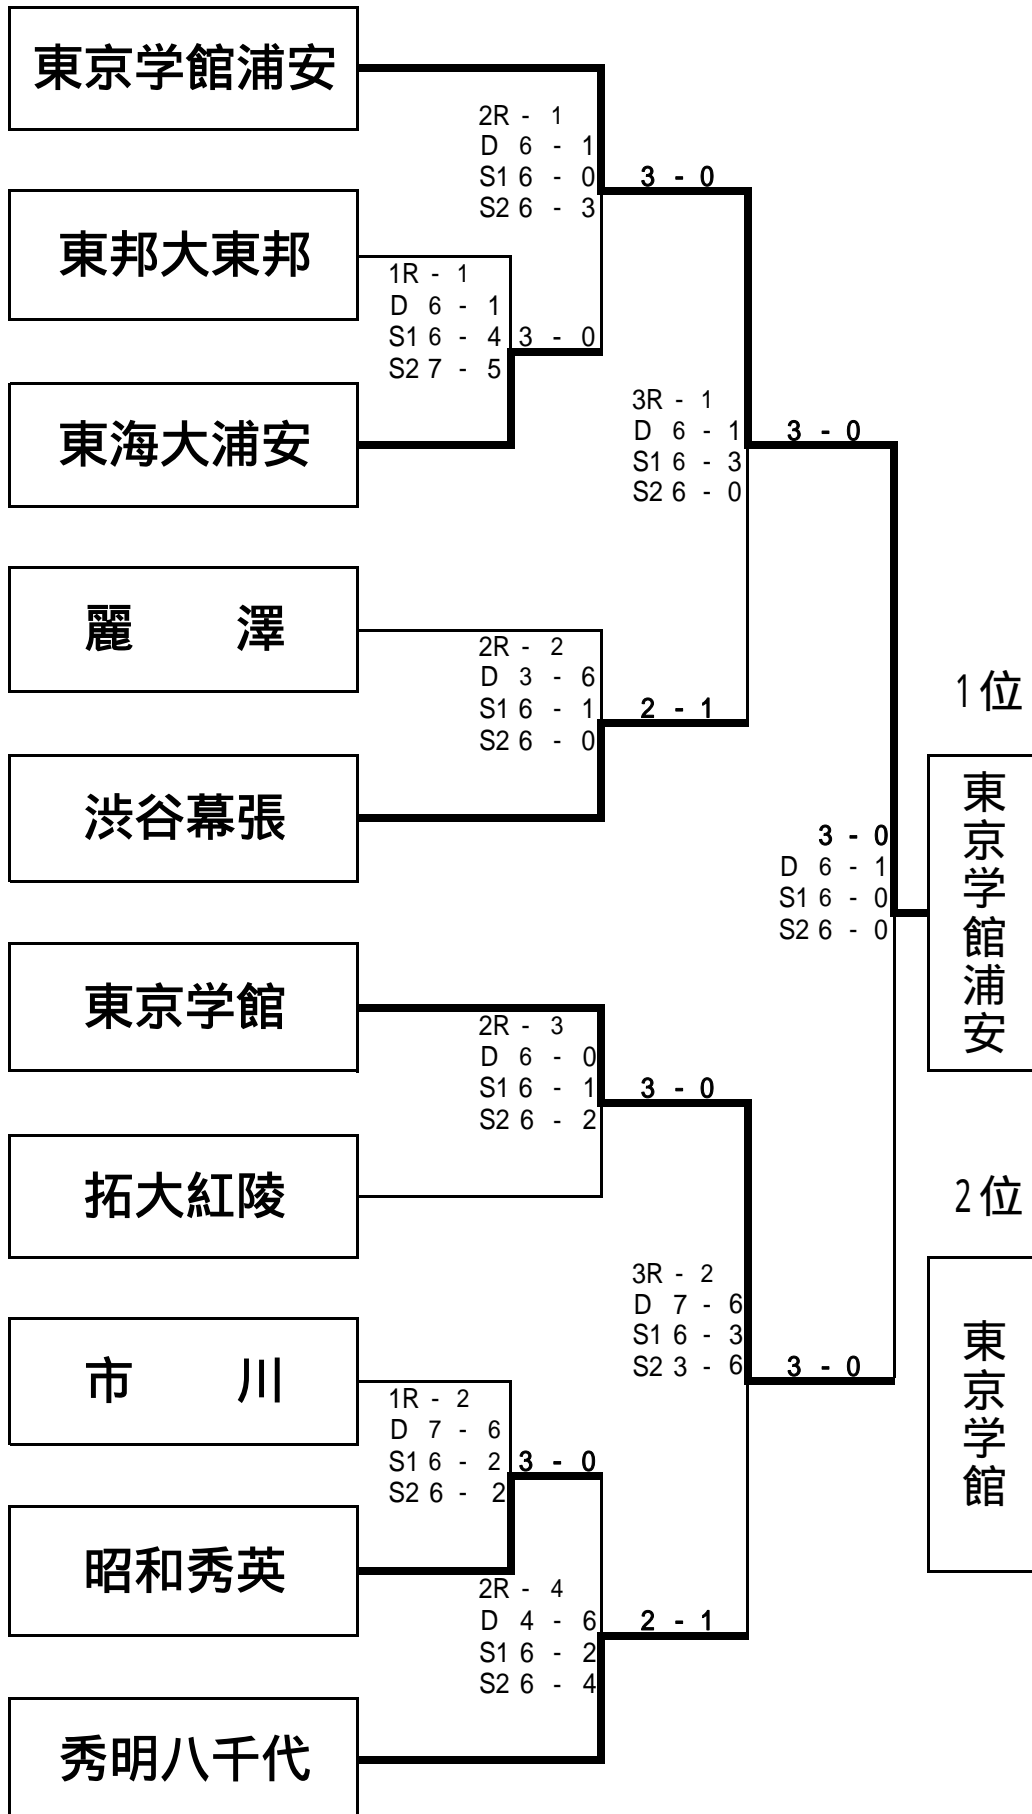 東京学館浦安
2R - 1
D 6 - 1
S1 6 - 0
S2 6 - 3
3 - 0
東邦大東邦
1R - 1
D 6 - 1
S1 6 - 4
S2 7 - 5
3 - 0
東海大浦安
3R - 1
D 6 - 1
S1 6 - 3
S2 6 - 0
3 - 0
麗　澤
2R - 2
D 3 - 6
S1 6 - 1
S2 6 - 0
2 - 1
渋谷幕張
1位
東京学館浦安
3 - 0
D 6 - 1
S1 6 - 0
S2 6 - 0
東京学館
2R - 3
D 6 - 0
S1 6 - 1
S2 6 - 2
3 - 0
拓大紅陵
2位
東京学館
3R - 2
D 7 - 6
S1 6 - 3
S2 3 - 6
3 - 0
市　川
1R - 2
D 7 - 6
S1 6 - 2
S2 6 - 2
3 - 0
昭和秀英
2R - 4
D 4 - 6
S1 6 - 2
S2 6 - 4
2 - 1
秀明八千代